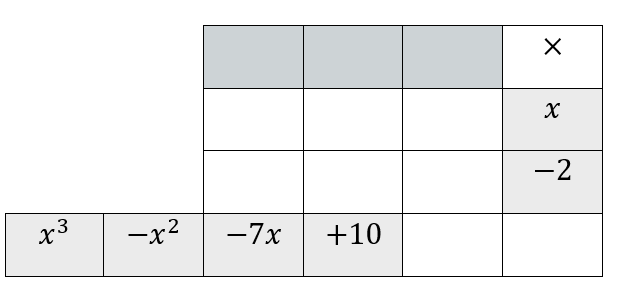 ×
x
−2
x³ −x² −7x +10